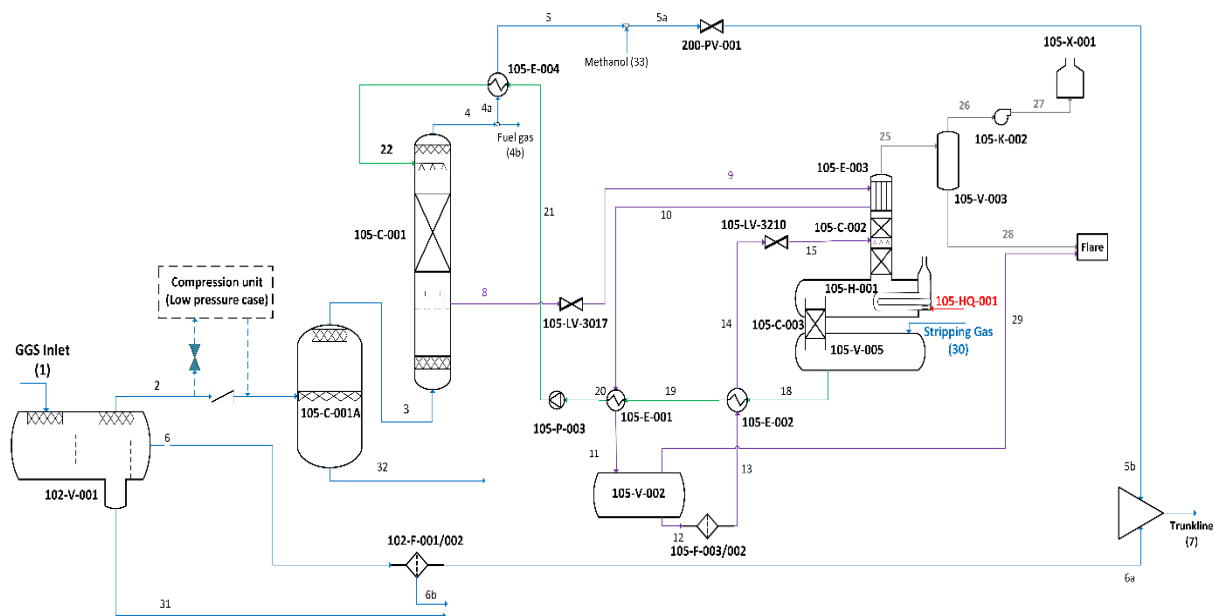 5
5a
200-PV-001
105-X-001
Methanol (33)
105-E-004
4a
4
Fuel gas
(4b)
26
27
105-K-002
25
22
105-E-003
105-V-003
9
10
21
105-LV-3210
105-C-002
15
28
Flare
105-C-001
Compression unit
(Low pressure case)
8
105-LV-3017
105-H-001
105-HQ-001
14
105-C-003
Stripping Gas
(30)
29
105-V-005
GGS Inlet
(1)
2
3
105-C-001A
20
19
18
105-E-001
105-E-002
105-P-003
6
11
13
5b
32
102-V-001
105-V-002
12
105-F-003/002
Trunkline
(7)
102-F-001/002
6a
6b
31